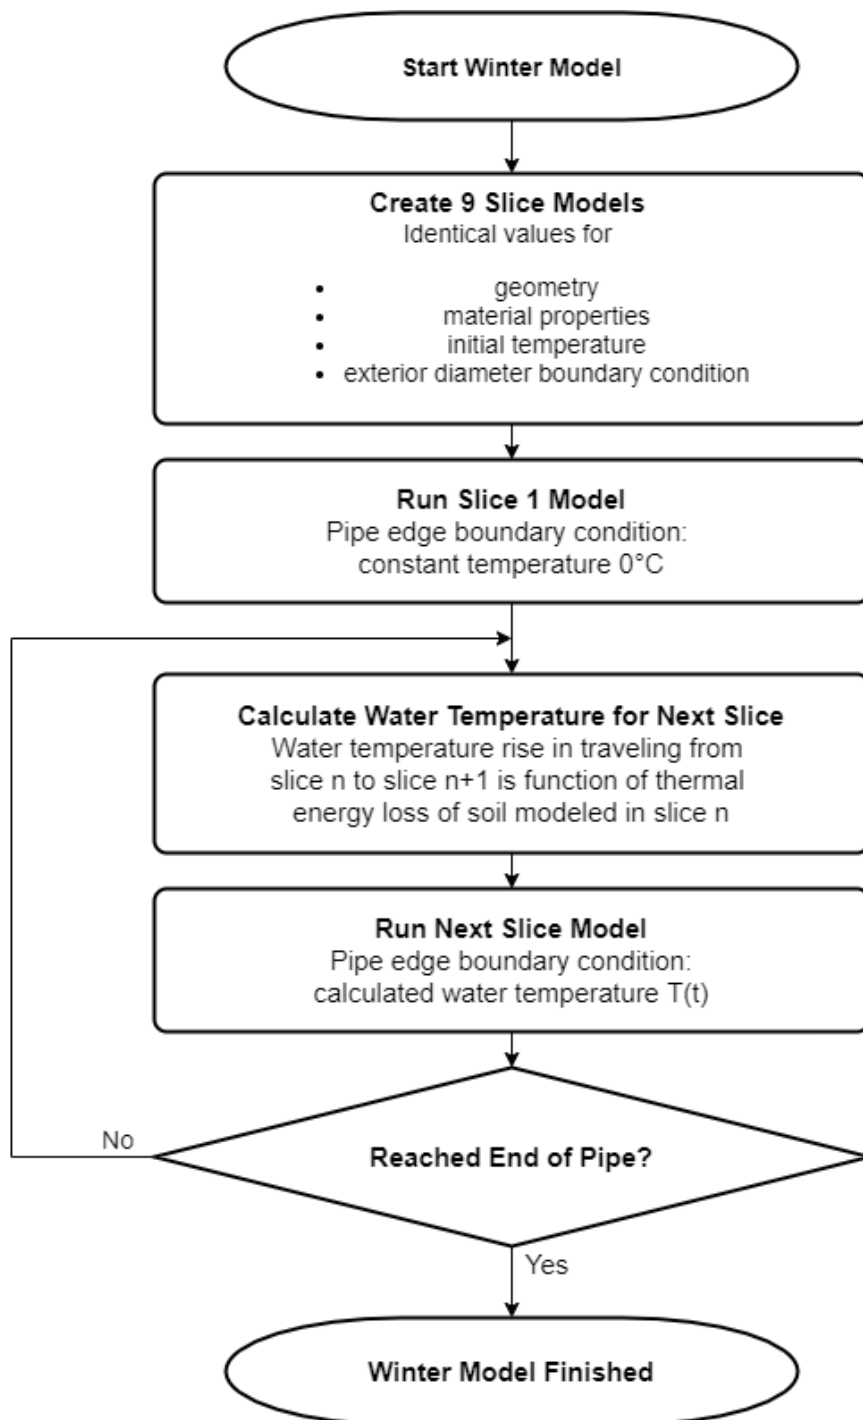 Start Winter Model
Create 9 Slice Models
Identical values for
• geometry
• material properties
• initial temperature
• exterior diameter boundary condition
Run Slice 1 Model
Pipe edge boundary condition:
constant temperature 0°C
Calculate Water Temperature for Next Slice
Water temperature rise in traveling from
slice n to slice n+1 is function of thermal
energy loss of soil modeled in slice n
Run Next Slice Model
Pipe edge boundary condition:
calculated water temperature T(t)
No
Reached End of Pipe?
Yes
Winter Model Finished